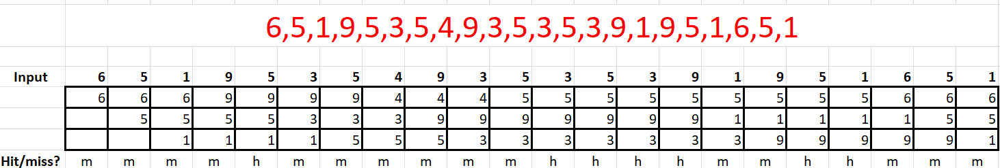 6,5,1,9,5,3,5,4,9,3,5,3,5,3,9,1,9,5,1,6,5,1
Input 6 5 1 9 5 3 5 4 9 3 5 3 5 3 9 1 9 5 1 6 5 1
6 6 6 9 9 9 9 4 4 4 5 5 5 5 5 5 5 5 5 6 6 6
5 5 5 5 3 3 3 9 9 9 9 9 9 9 1 1 1 1 1 5 5
1 1 1 1 5 5 5 3 3 3 3 3 3 3 9 9 9 9 9 1
Hit/miss? m m m m h m m m m m m h h h h m m h h m m m